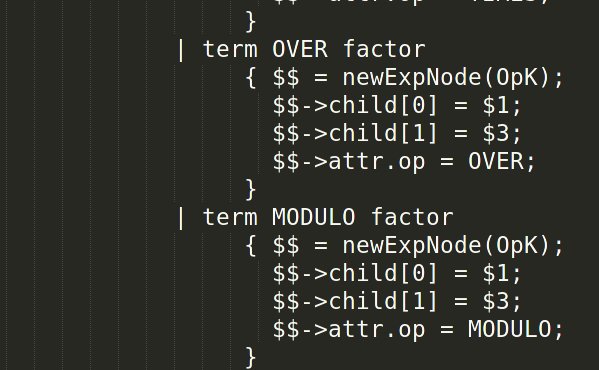 }
| term OVER factor
{ $$ = newExpNode(OpK);
$$->child[0] = $1;
$$->child[1] = $3;
$$->attr.op = OVER;
}
| term MODULO factor
{ $$ = newExpNode(OpK);
$$->child[0] = $1;
$$->child[1] = $3;
$$->attr.op = MODULO;
}